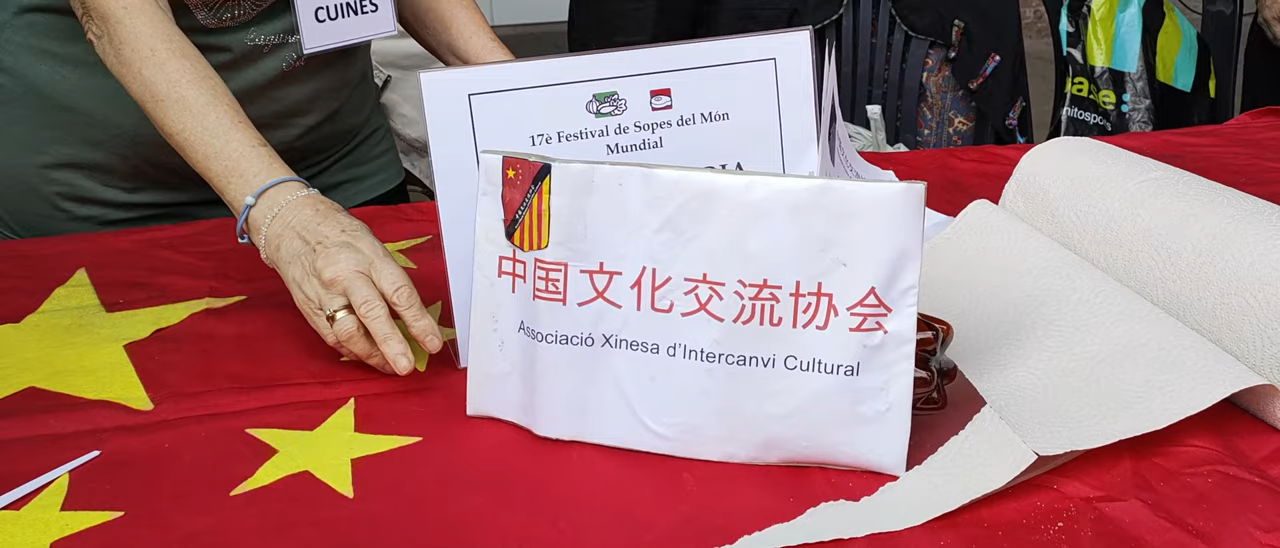 CUINES
17è Festival de Sopes del Món
Mundial
中国文化交流协会
Associació Xinesa d'Intercanvi Cultural